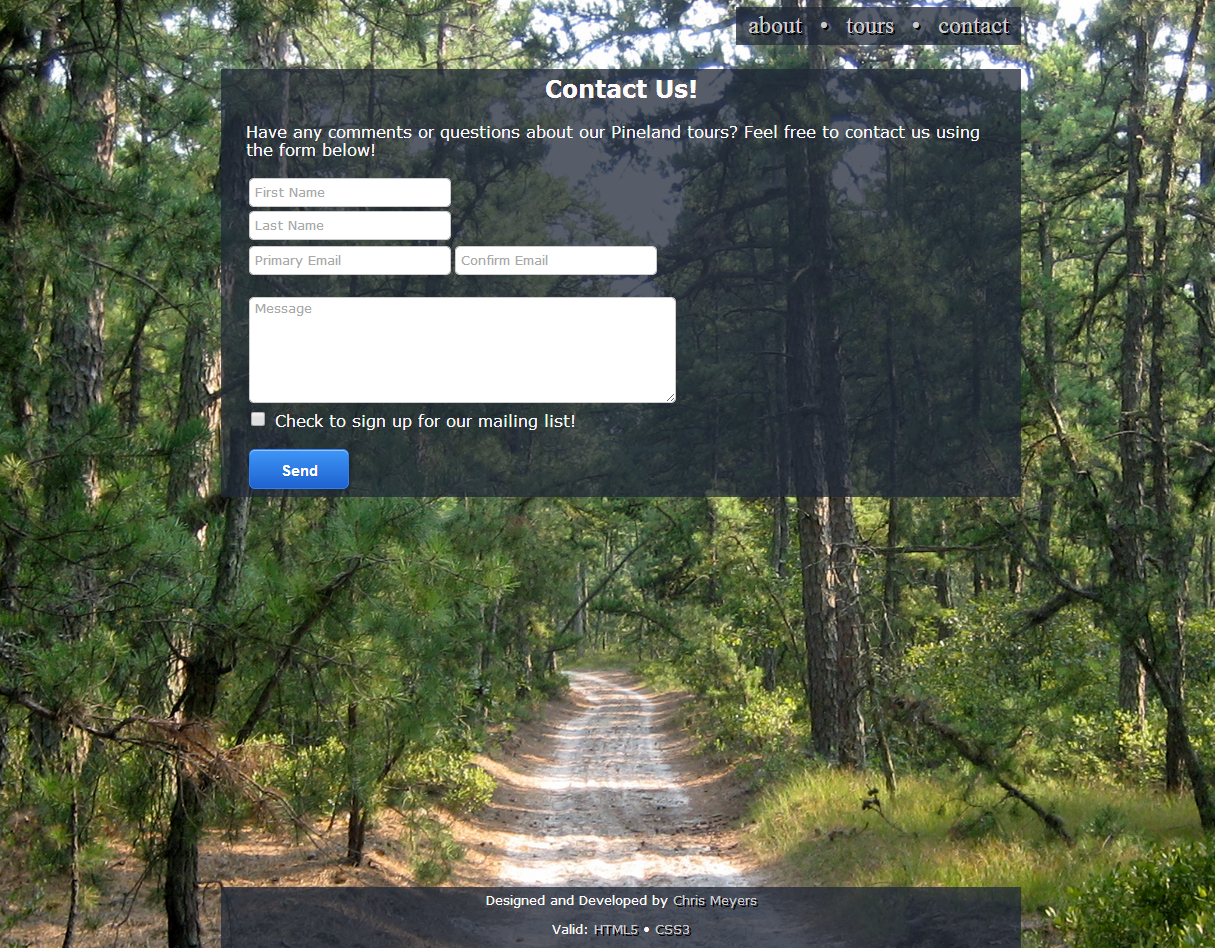 about • tours • contact
Contact Us!
Have any comments or questions about our Pineland tours? Feel free to contact us using
the form below!
First Name
Last Name
Primary Email Confirm Email
Message
Check to sign up for our mailing list!
Send
Designed and Developed by Chris Meyers
Valid: HTML5 • CSS3